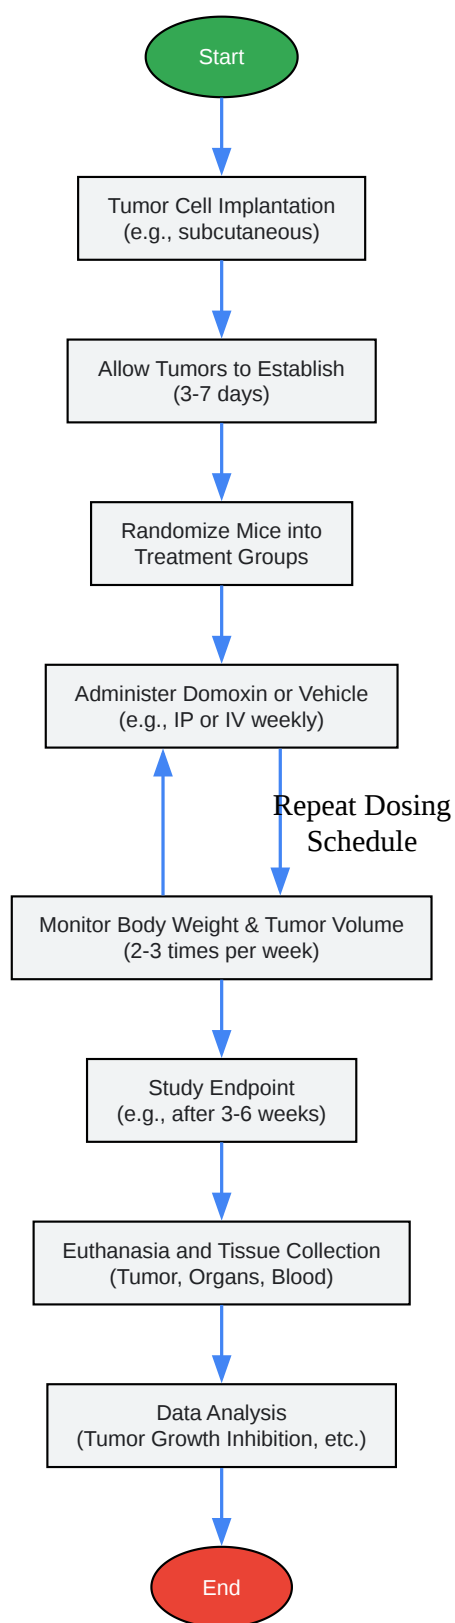 Start
Tumor Cell Implantation
(e.g., subcutaneous)
Allow Tumors to Establish
(3-7 days)
Randomize Mice into
Treatment Groups
Administer Domoxin or Vehicle
(e.g., IP or IV weekly)
Repeat Dosing
Schedule
Monitor Body Weight & Tumor Volume
(2-3 times per week)
Study Endpoint
(e.g., after 3-6 weeks)
Euthanasia and Tissue Collection
(Tumor, Organs, Blood)
Data Analysis
(Tumor Growth Inhibition, etc.)
End